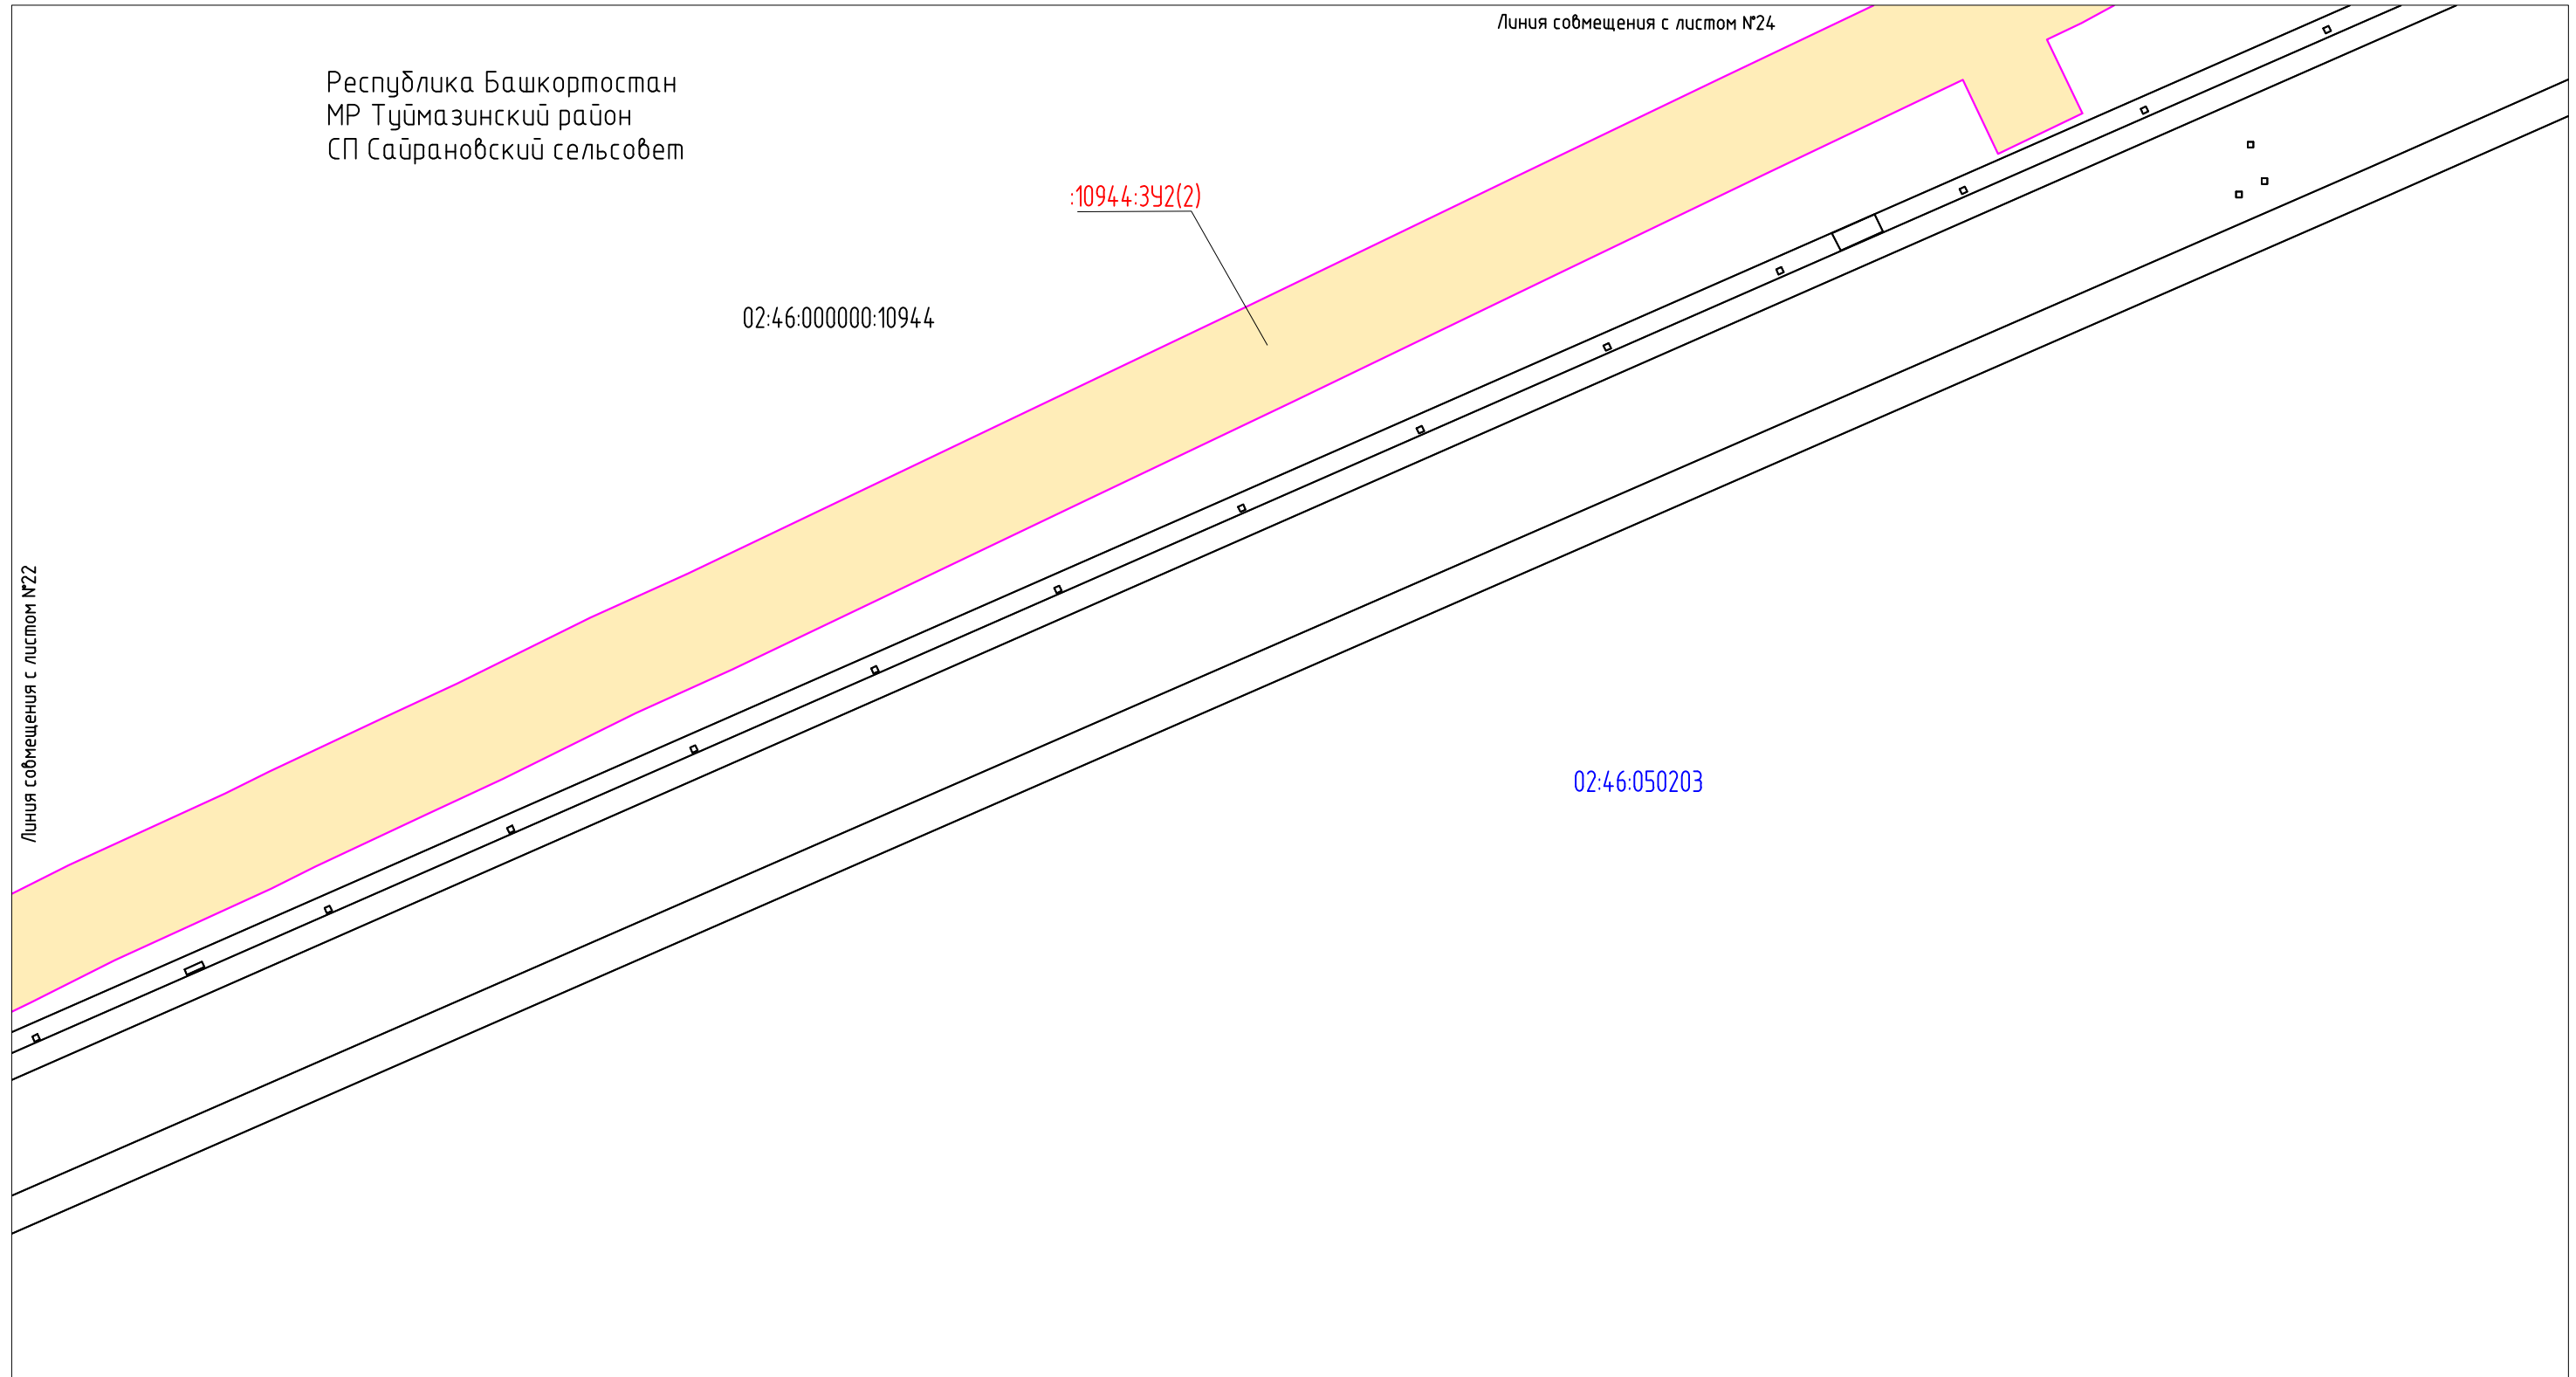 Линия совмещения с листом №24
Республика Башкортостан
МР Туймазинский район
СП Сайрановский сельсовет
:10944:ЗУ2(2)
02:46:000000:10944
Линия совмещения с листом №22
02:46:050203